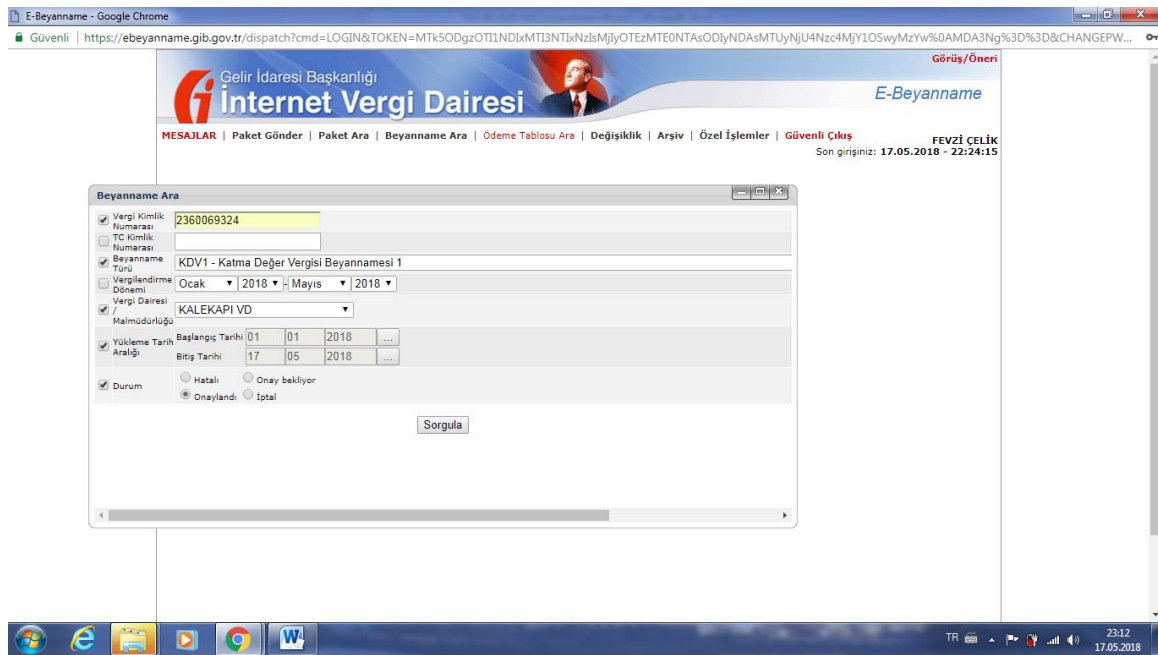 E-Beyanname - Google Chrome
Güvenli | https://ebeyanname.gib.gov.tr/dispatch?cmd=LOGIN&TOKEN=
Görüş/Öneri
Gelir İdaresi Başkanlığı
İnternet Vergi Dairesi
E-Beyanname
MESAJLAR | Paket Gönder | Paket Ara | Beyanname Ara | Ödeme Tablosu Ara | Değişiklik | Arşiv | Özel İşlemler | Güvenli Çıkış
FEVZİ ÇELİK
Son girişiniz: 17.05.2018 - 22:24:15
Beyanname Ara
Vergi Kimlik Numarası 2360069324
TC Kimlik Numarası
Beyanname Türü KDV1 - Katma Değer Vergisi Beyannamesi 1
Vergilendirme Dönemi Ocak 2018 - Mayıs 2018
Vergi Dairesi / Malmüdürlüğü KALEKAPI VD
Yükleme Tarih Aralığı Başlangıç Tarihi 01 01 2018 ...
Bitiş Tarihi 17 05 2018 ...
Durum Hatalı Onay bekliyor
Onaylandı İptal
Sorgula
TR 23:12
17.05.2018